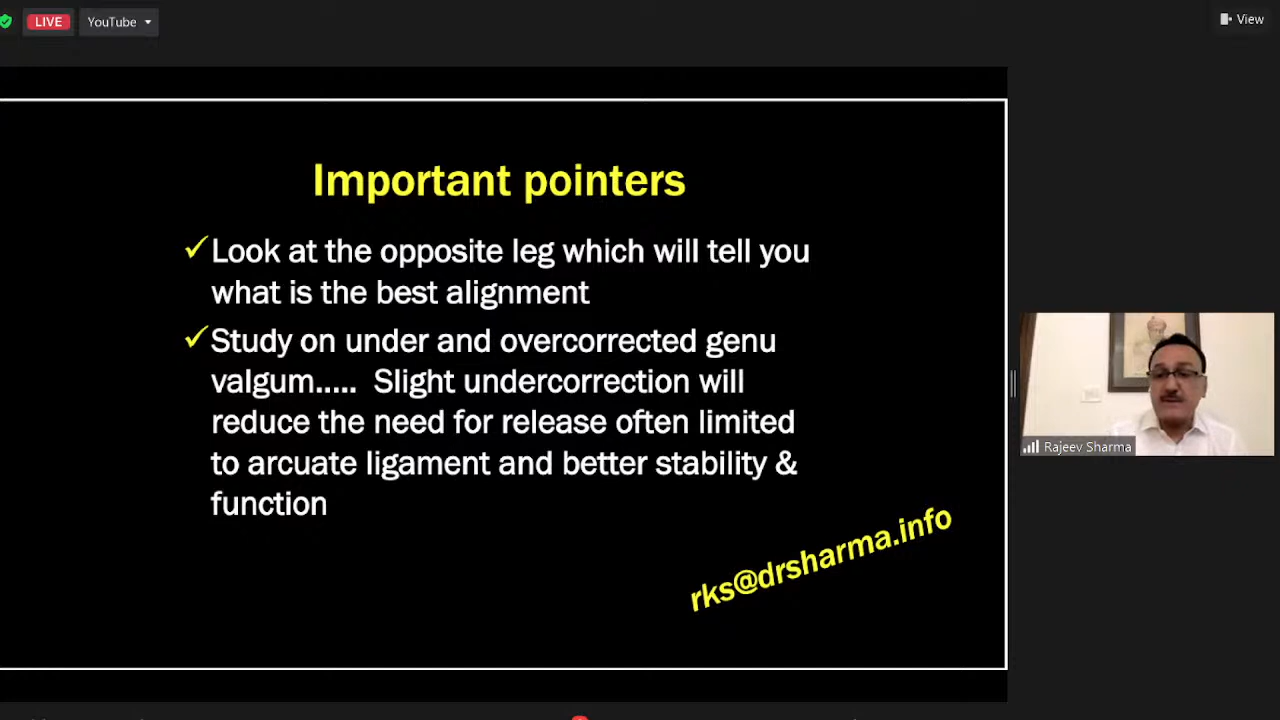 LIVE
YouTube
View
Important pointers
✓Look at the opposite leg which will tell you
what is the best alignment
✓Study on under and overcorrected genu
valgum..... Slight undercorrection will
reduce the need for release often limited
to arcuate ligament and better stability &
function
rks@drsharma.info
Rajeev Sharma